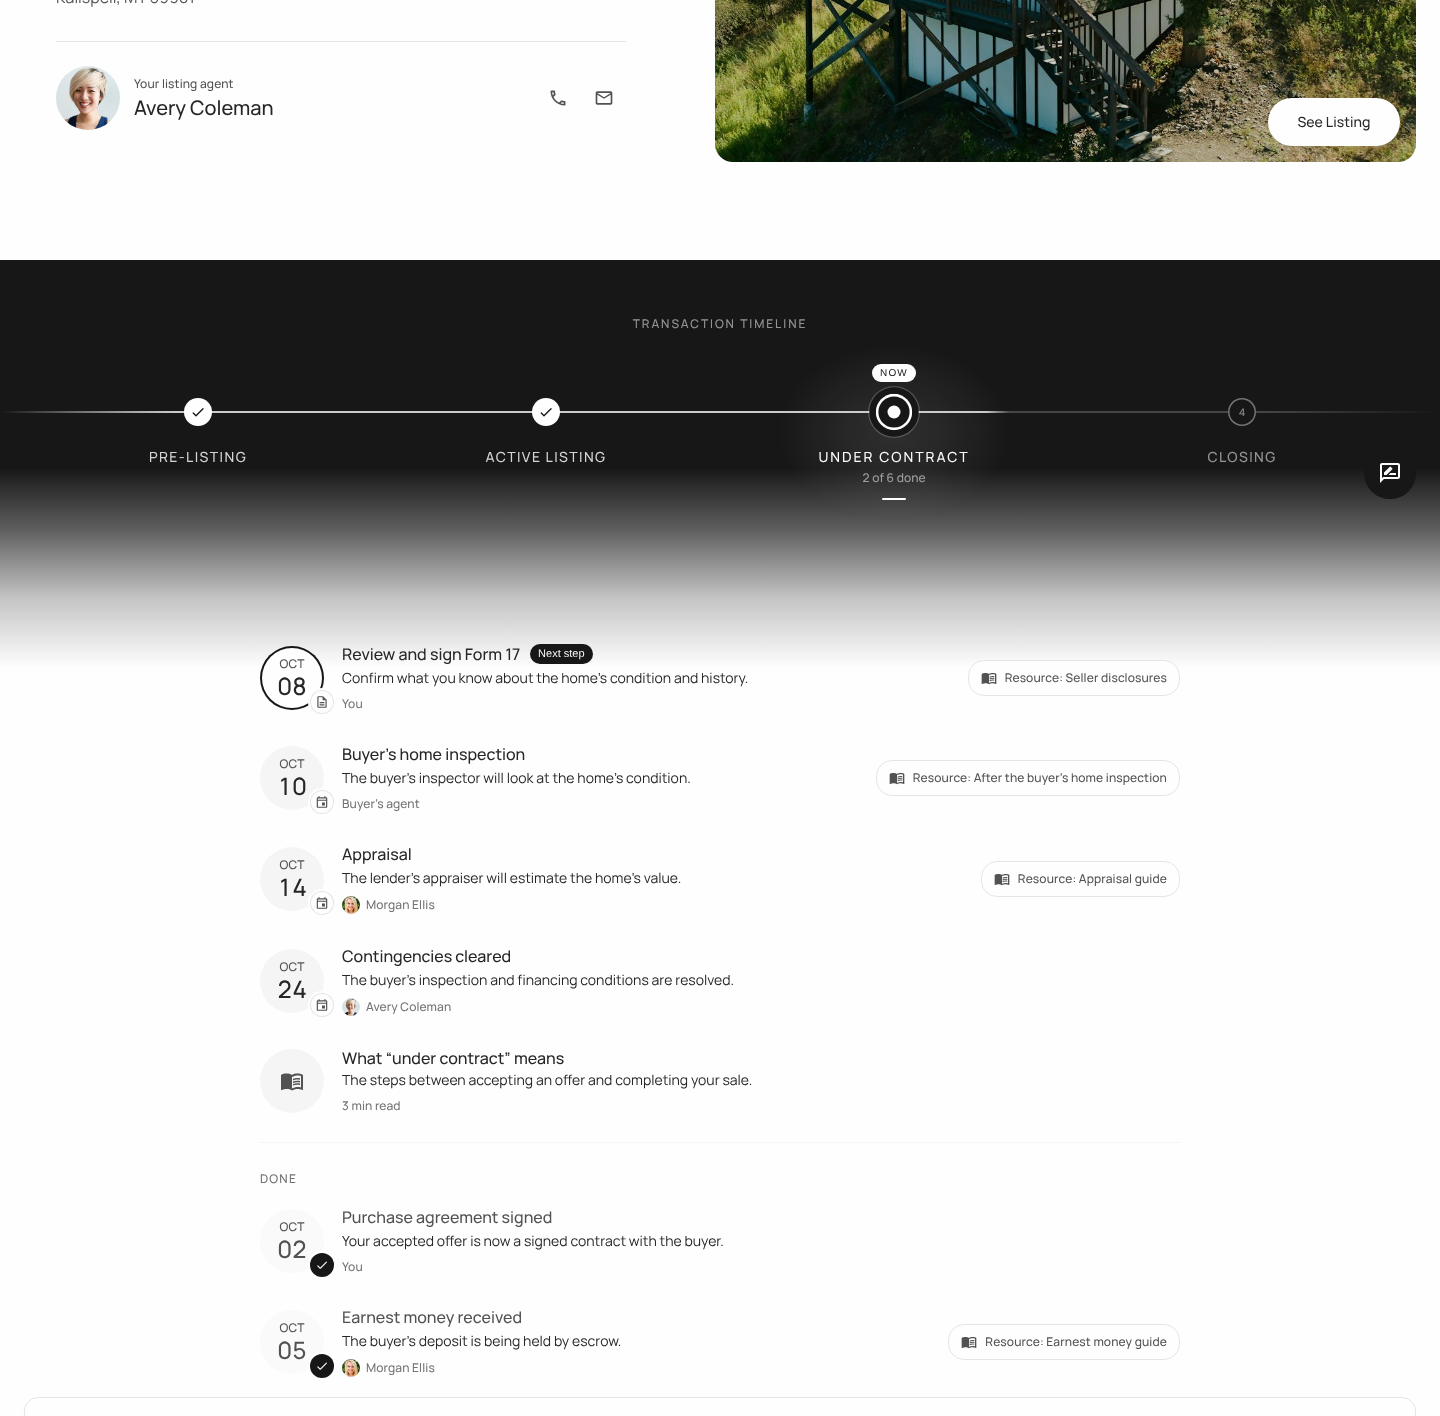 Your listing agent
Avery Coleman
See Listing
TRANSACTION TIMELINE
NOW
4
PRE-LISTING
ACTIVE LISTING
UNDER CONTRACT
CLOSING
2 of 6 done
OCT
08
Review and sign Form 17
Next step
Confirm what you know about the home’s condition and history.
You
Resource: Seller disclosures
OCT
10
Buyer’s home inspection
The buyer’s inspector will look at the home’s condition.
Buyer’s agent
Resource: After the buyer’s home inspection
OCT
14
Appraisal
The lender’s appraiser will estimate the home’s value.
Morgan Ellis
Resource: Appraisal guide
OCT
24
Contingencies cleared
The buyer’s inspection and financing conditions are resolved.
Avery Coleman
What “under contract” means
The steps between accepting an offer and completing your sale.
3 min read
DONE
OCT
02
Purchase agreement signed
Your accepted offer is now a signed contract with the buyer.
You
OCT
05
Earnest money received
The buyer’s deposit is being held by escrow.
Morgan Ellis
Resource: Earnest money guide